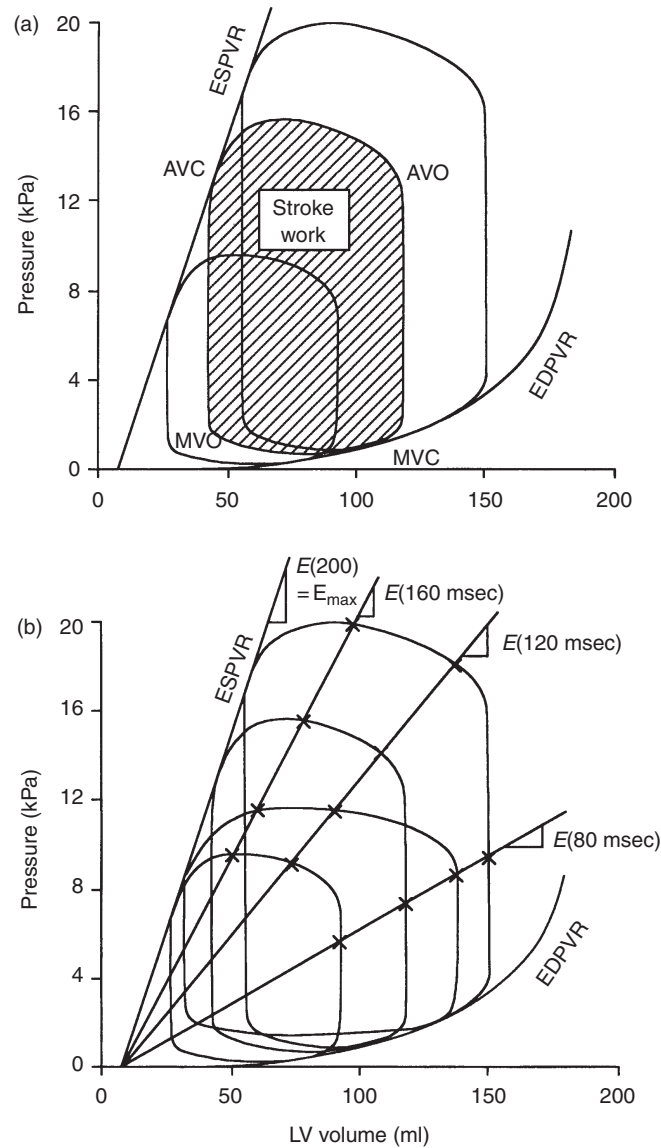 (a)
20
16
12
8
4
0
Pressure (kPa)
ESPVR
AVC
AVO
Stroke
work
MVO
MVC
EDPVR
0
50
100
150
200
(b)
E(200)
= Emax
E(160 msec)
E(120 msec)
E(80 msec)
ESPVR
EDPVR
20
16
12
8
4
0
Pressure (kPa)
0
50
100
150
200
LV volume (ml)